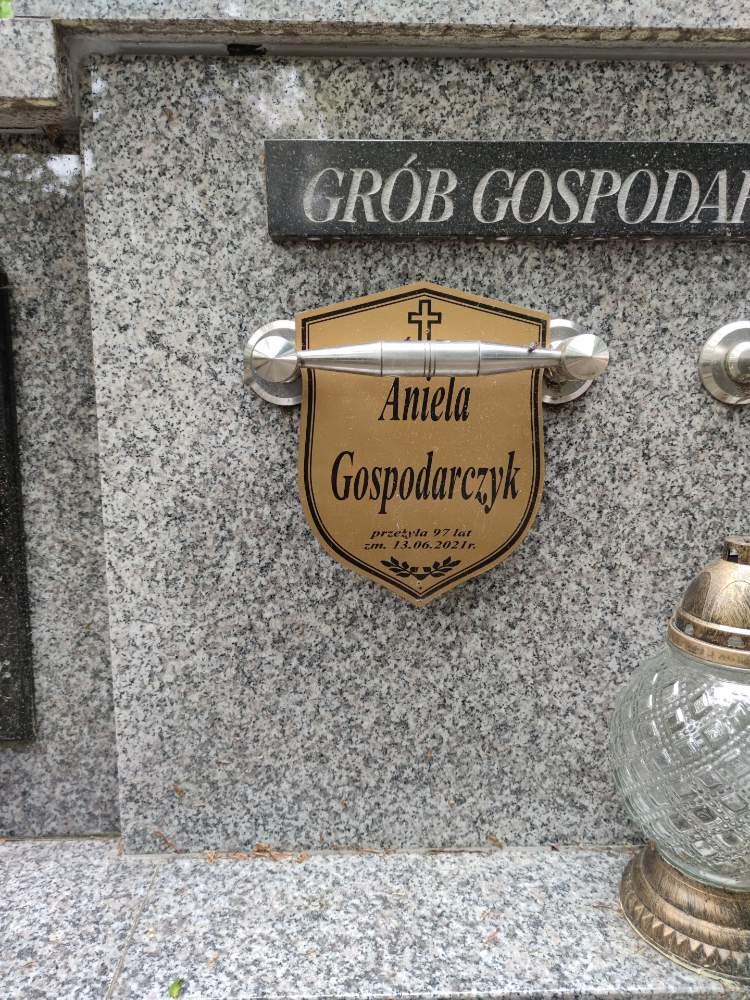 GRÓB GOSPODAR
Aniela
Gospodarczyk
przeżyła 97 lat
zm. 13.06.2021r.